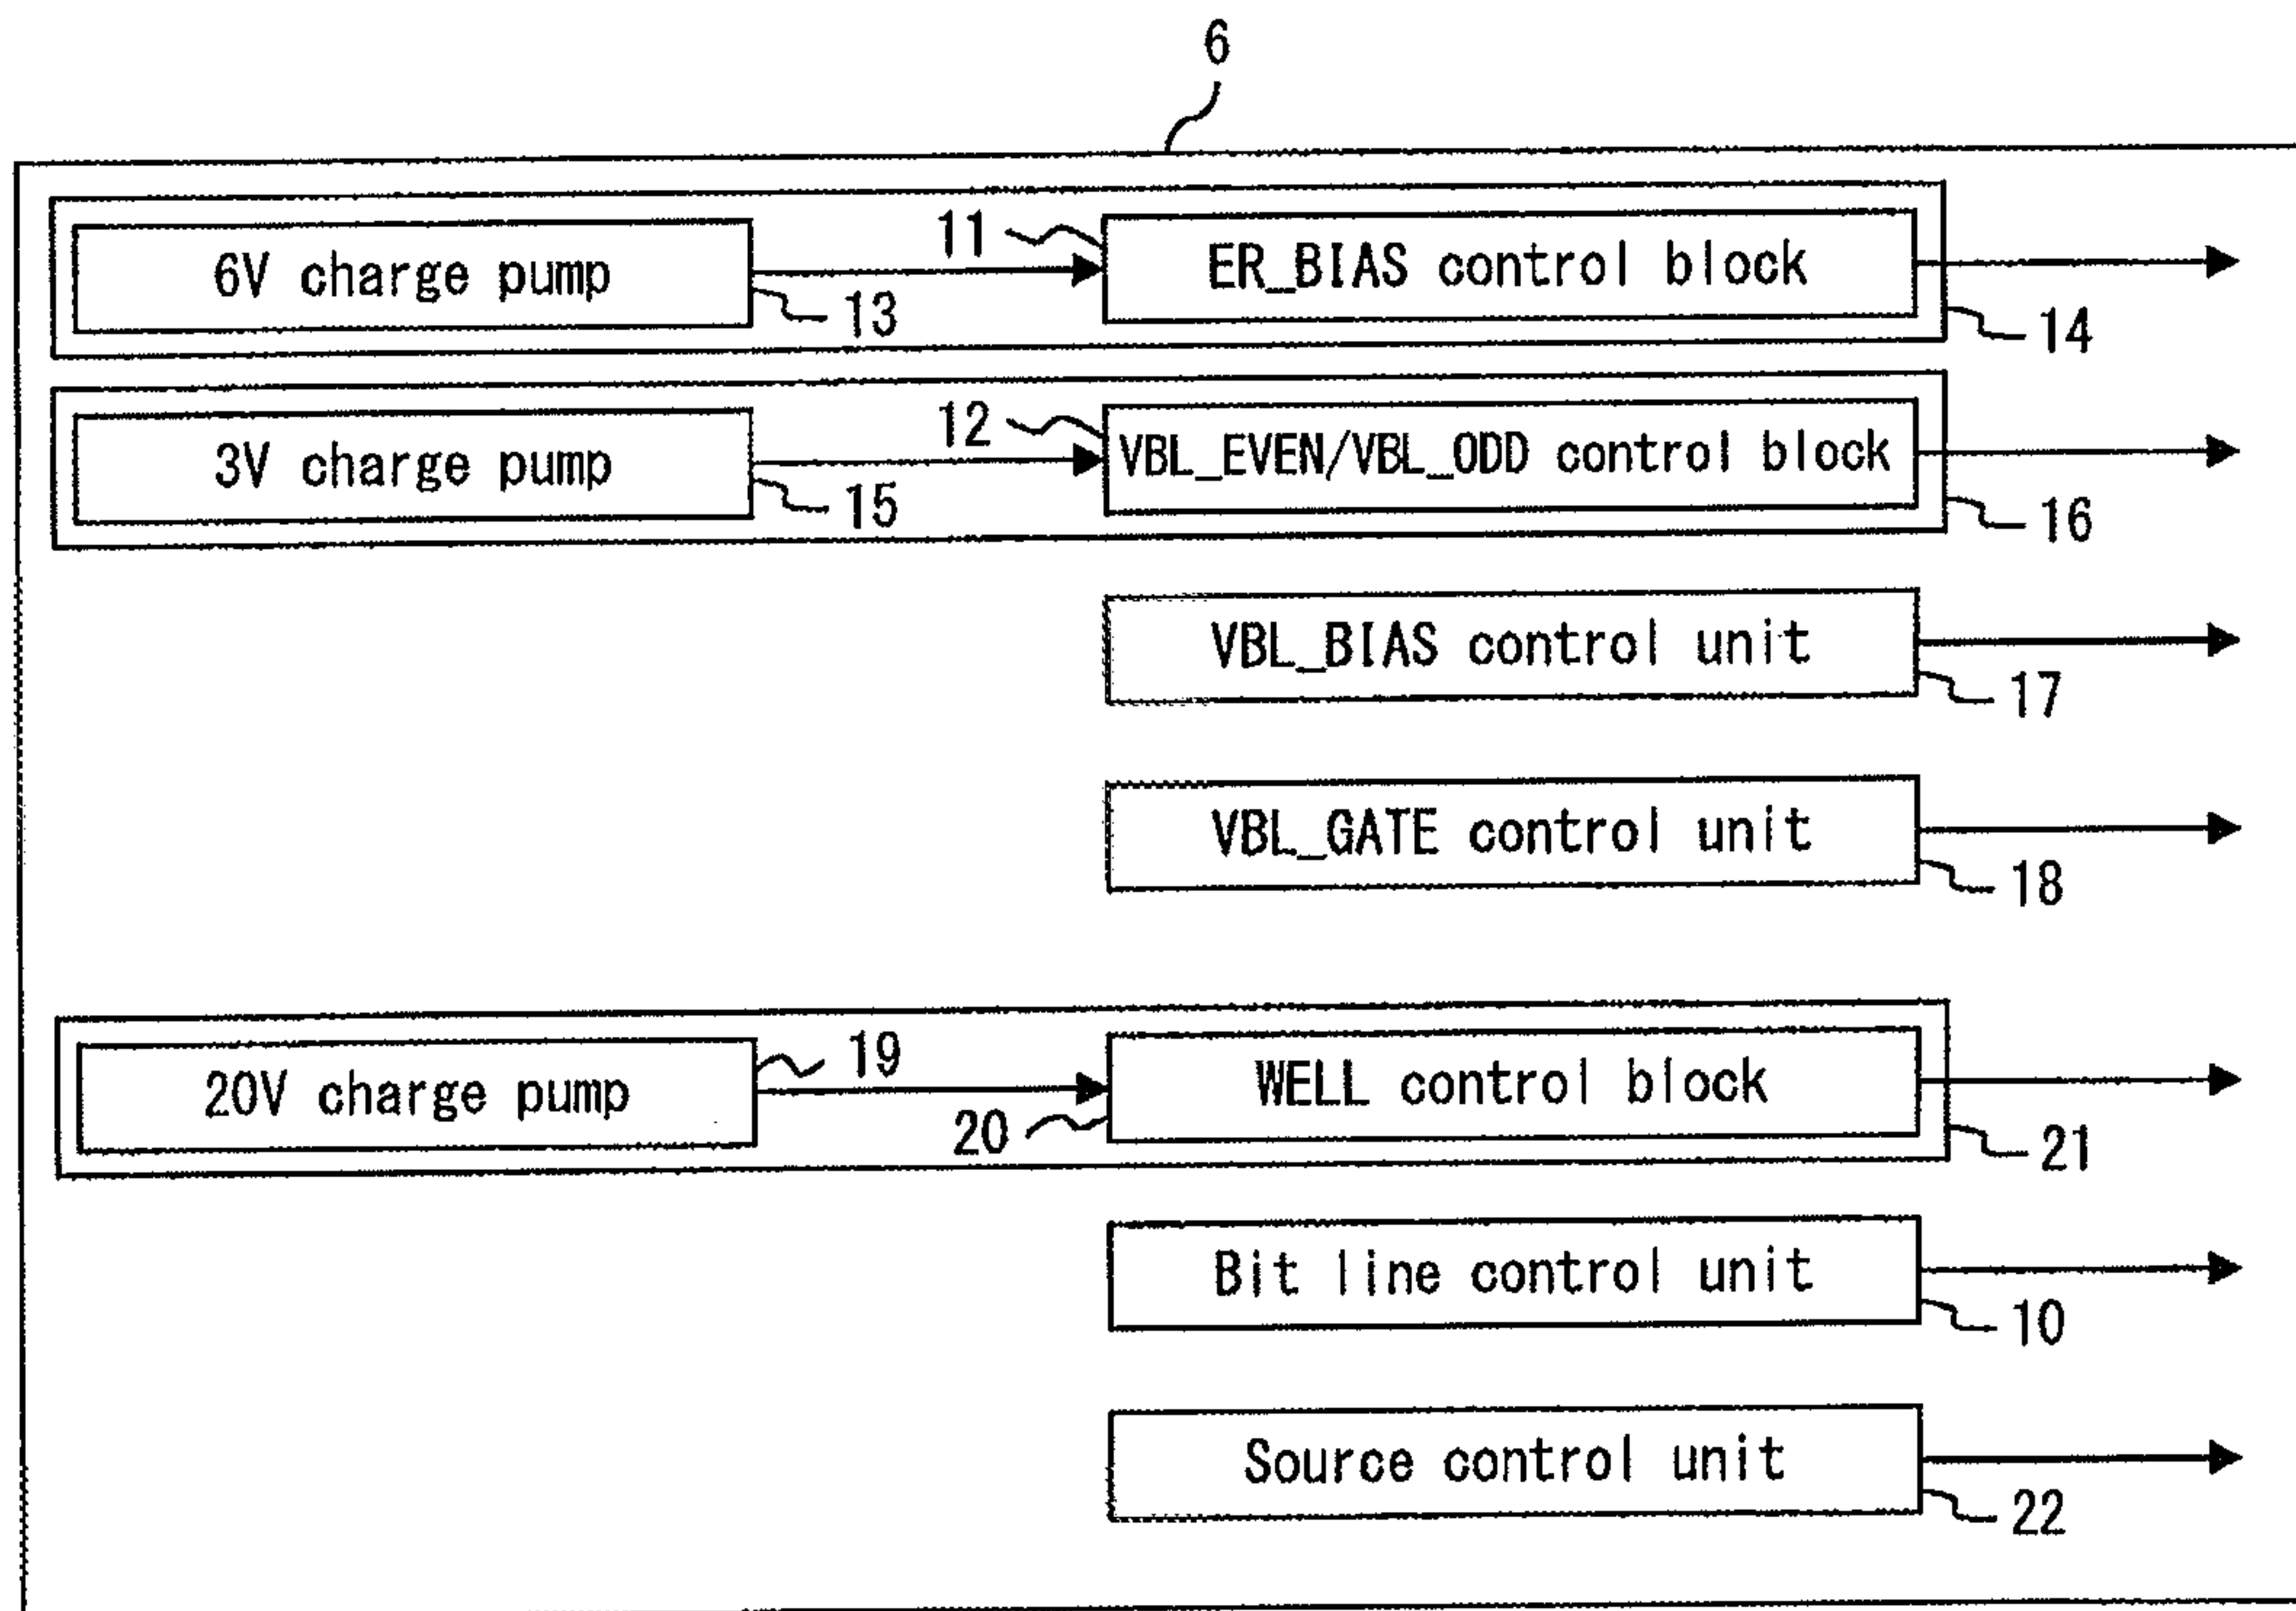 6
6V charge pump
13
11
ER_BIAS control block
14
3V charge pump
15
12
VBL_EVEN/VBL_ODD control block
16
VBL_BIAS control unit
17
VBL_GATE control unit
18
20V charge pump
19
20
WELL control block
21
Bit line control unit
10
Source control unit
22